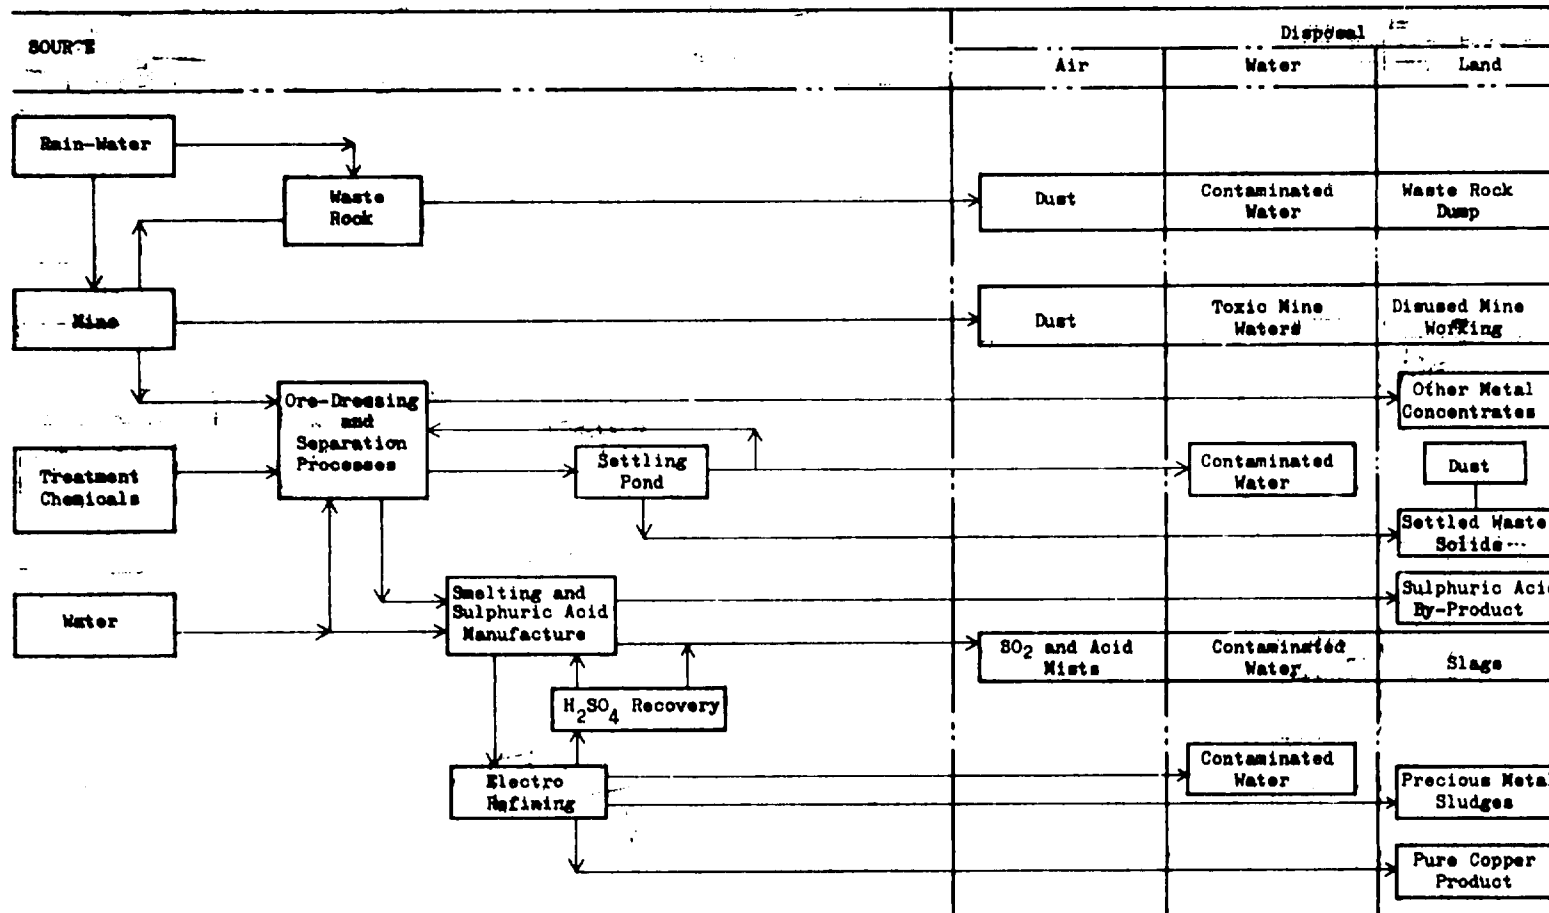 SOURCE
Disposal
Air
Water
Land
Rain-Water
Waste
Rock
Dust
Contaminated
Water
Waste Rock
Dump
Mine
Dust
Toxic Mine
Waters
Disused Mine
Working
Ore-Dressing
and
Separation
Processes
Other Metal
Concentrates
Treatment
Chemicals
Settling
Pond
Contaminated
Water
Dust
Settled Waste
Solids
Water
Smelting and
Sulphuric Acid
Manufacture
Sulphuric Acid
By-Product
SO2 and Acid
Mists
Contaminated
Water
Slags
H2SO4 Recovery
Electro
Refining
Contaminated
Water
Precious Metal
Sludges
Pure Copper
Product